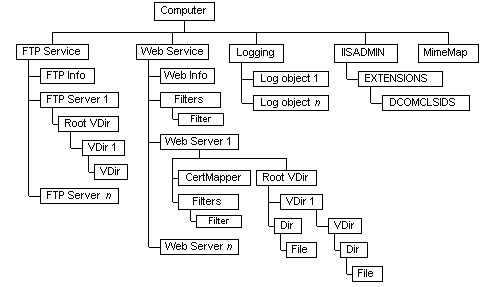 Computer
FTP Service
Web Service
Logging
IISADMIN
MimeMap
FTP Info
FTP Server 1
Root VDir
VDir 1
VDir
FTP Server n
Web Info
Filters
Filter
Web Server 1
CertMapper
Filters
Filter
Root VDir
VDir 1
Dir
File
VDir
Dir
File
Web Server n
Log object 1
Log object n
EXTENSIONS
DCOMCLSIDS